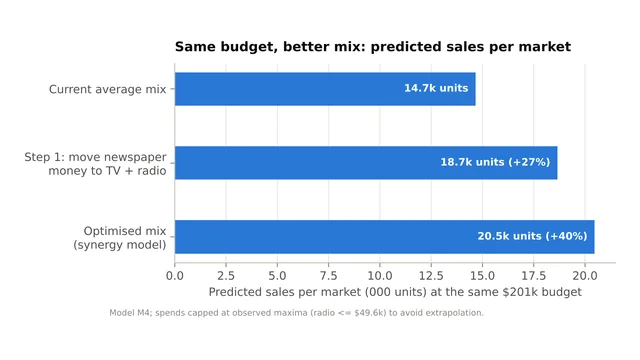 Same budget, better mix: predicted sales per market
Current average mix
14.7k units
Step 1: move newspaper
money to TV + radio
18.7k units (+27%)
Optimised mix
(synergy model)
20.5k units (+40%)
0.0 2.5 5.0 7.5 10.0 12.5 15.0 17.5 20.0
Predicted sales per market (000 units) at the same $201k budget
Model M4; spends capped at observed maxima (radio <= $49.6k) to avoid extrapolation.